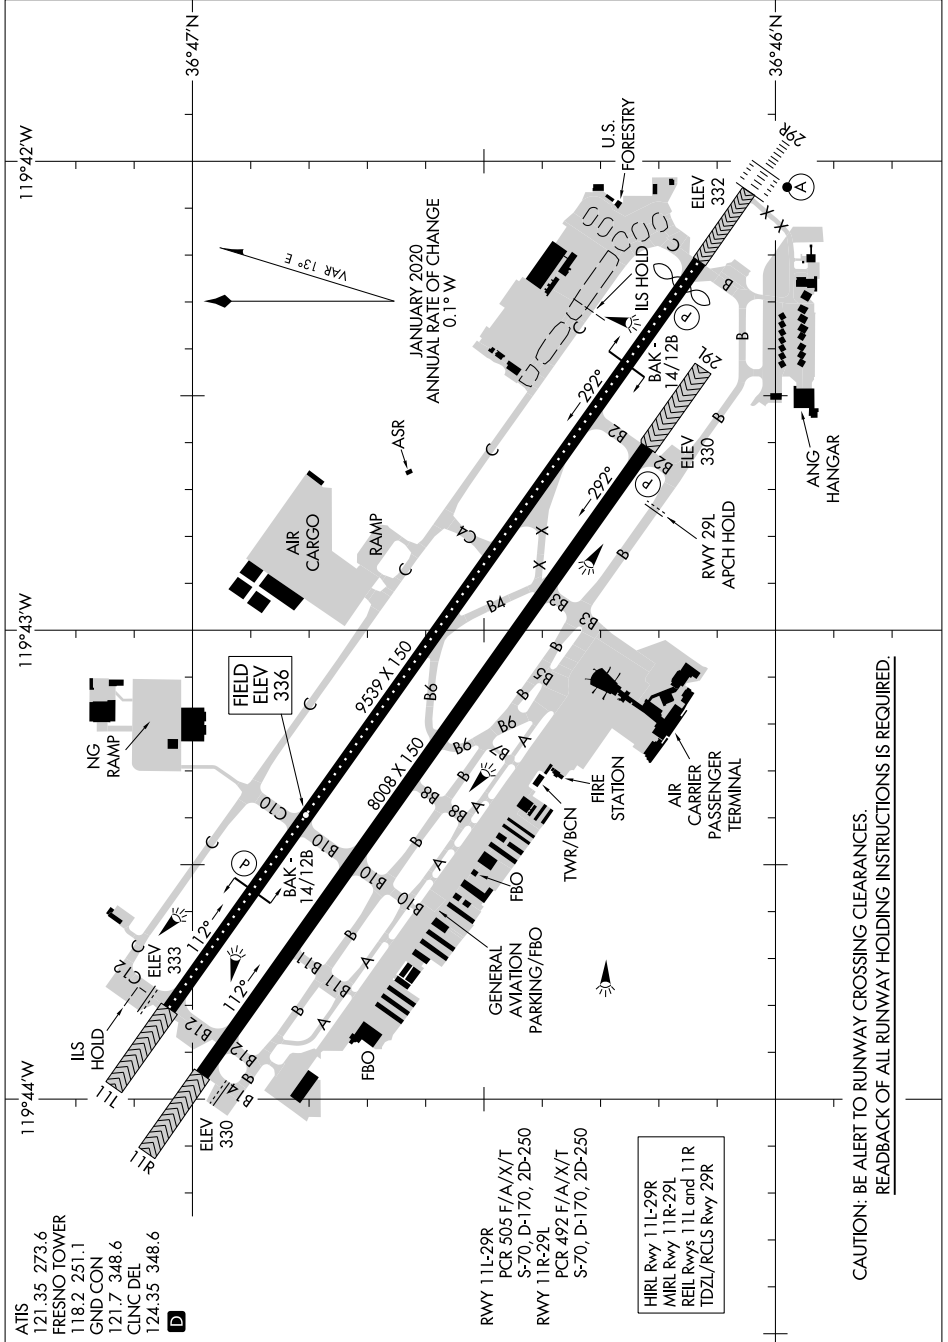 ATIS
121.35 273.6
FRESNO TOWER
118.2 251.1
GND CON
121.7 348.6
CLNC DEL
124.35 348.6
D
119°44'W
119°43'W
119°42'W
36°47'N
36°46'N
VAR 13° E
JANUARY 2020
ANNUAL RATE OF CHANGE
0.1° W
NG
RAMP
FIELD
ELEV
336
AIR
CARGO
RAMP
ASR
U.S.
FORESTRY
ILS HOLD
ELEV
332
29R
A
11L
ILS
HOLD
C12
C
ELEV
333
112°
P
BAK -
14/12B
C
C10
C
9539 X 150
C
C4
C
292°
C
C
BAK -
14/12B
P
B
B
11R
ELEV
330
112°
B14
B
B12
B12
B
A
B11
B11
B
A
B10
B10
B10
A
B
8008 X 150
B8
B8
B
A
B6
B6
B6
B7
A
B
B5
B
B4
B3
B3
X
X
292°
B
B2
B2
P
RWY 29L
APCH HOLD
ELEV
330
29L
B
X
X
FBO
GENERAL
AVIATION
PARKING/FBO
FBO
TWR/BCN
FIRE
STATION
AIR
CARRIER
PASSENGER
TERMINAL
ANG
HANGAR
RWY 11L-29R
PCR 505 F/A/X/T
S-70, D-170, 2D-250
RWY 11R-29L
PCR 492 F/A/X/T
S-70, D-170, 2D-250
HIRL Rwy 11L-29R
MIRL Rwy 11R-29L
REIL Rwys 11L and 11R
TDZL/RCLS Rwy 29R
CAUTION: BE ALERT TO RUNWAY CROSSING CLEARANCES.
READBACK OF ALL RUNWAY HOLDING INSTRUCTIONS IS REQUIRED.